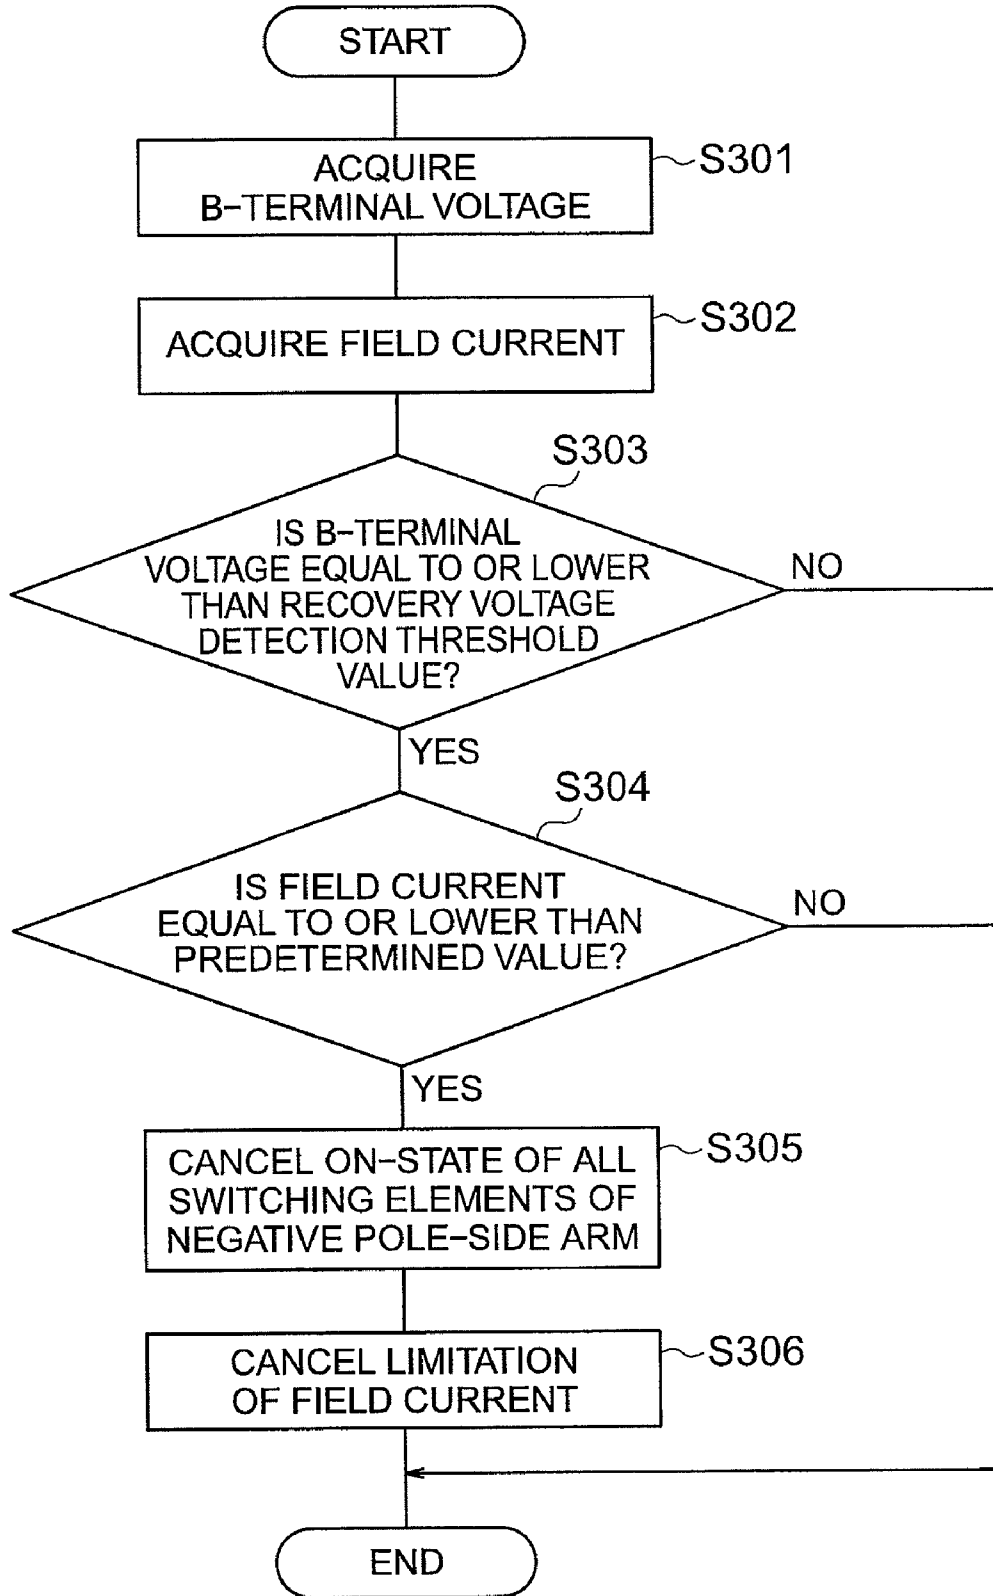 START
ACQUIRE
B-TERMINAL VOLTAGE
S301
ACQUIRE FIELD CURRENT
S302
S303
IS B-TERMINAL
VOLTAGE EQUAL TO OR LOWER
THAN RECOVERY VOLTAGE
DETECTION THRESHOLD
VALUE?
NO
YES
S304
IS FIELD CURRENT
EQUAL TO OR LOWER THAN
PREDETERMINED VALUE?
NO
YES
CANCEL ON-STATE OF ALL
SWITCHING ELEMENTS OF
NEGATIVE POLE-SIDE ARM
S305
CANCEL LIMITATION
OF FIELD CURRENT
S306
END